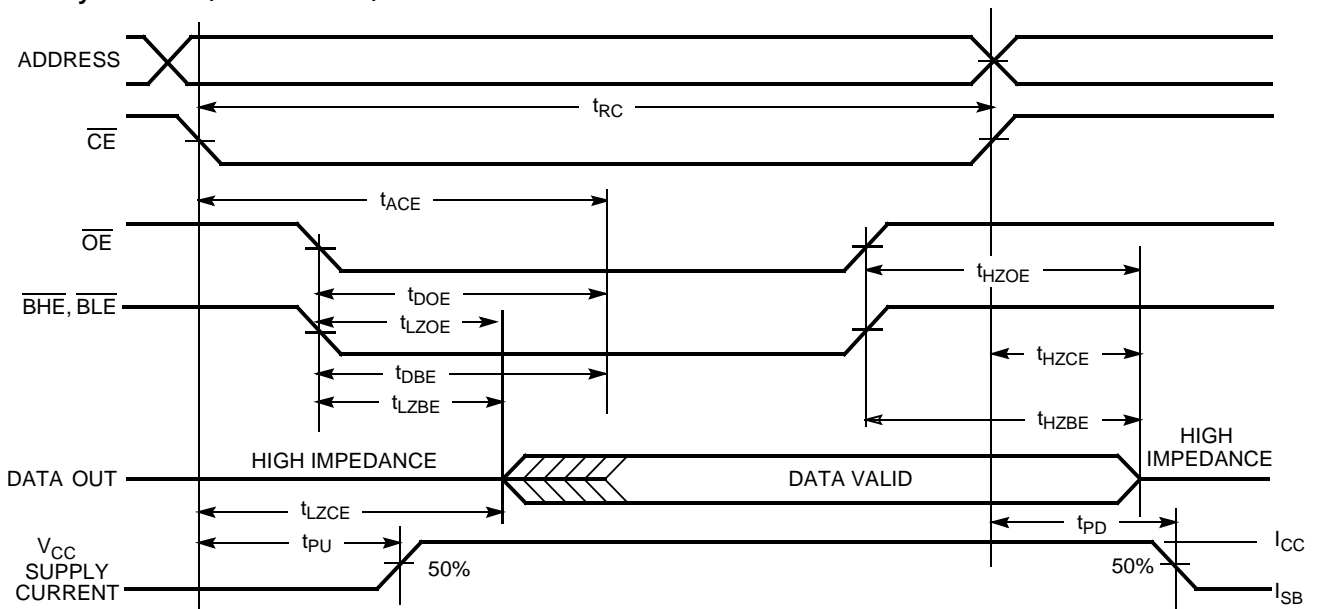 ADDRESS
tRC
CE
tACE
OE
tHZOE
tDOE
BHE, BLE
tLZOE
tHZCE
tDBE
tLZBE
tHZBE
HIGH
IMPEDANCE
HIGH IMPEDANCE
DATA OUT
DATA VALID
tLZCE
tPD
tPU
VCC
SUPPLY
CURRENT
50%
50%
ICC
ISB